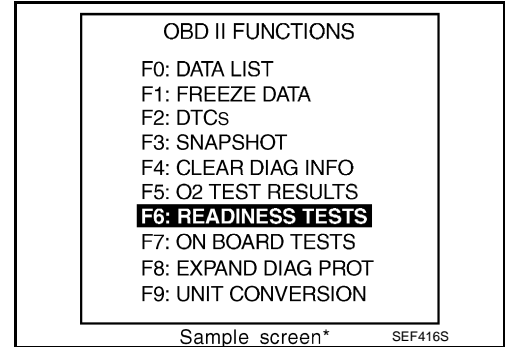 OBD II FUNCTIONS
F0: DATA LIST
F1: FREEZE DATA
F2: DTCs
F3: SNAPSHOT
F4: CLEAR DIAG INFO
F5: O2 TEST RESULTS
F6: READINESS TESTS
F7: ON BOARD TESTS
F8: EXPAND DIAG PROT
F9: UNIT CONVERSION
Sample screen* SEF416S